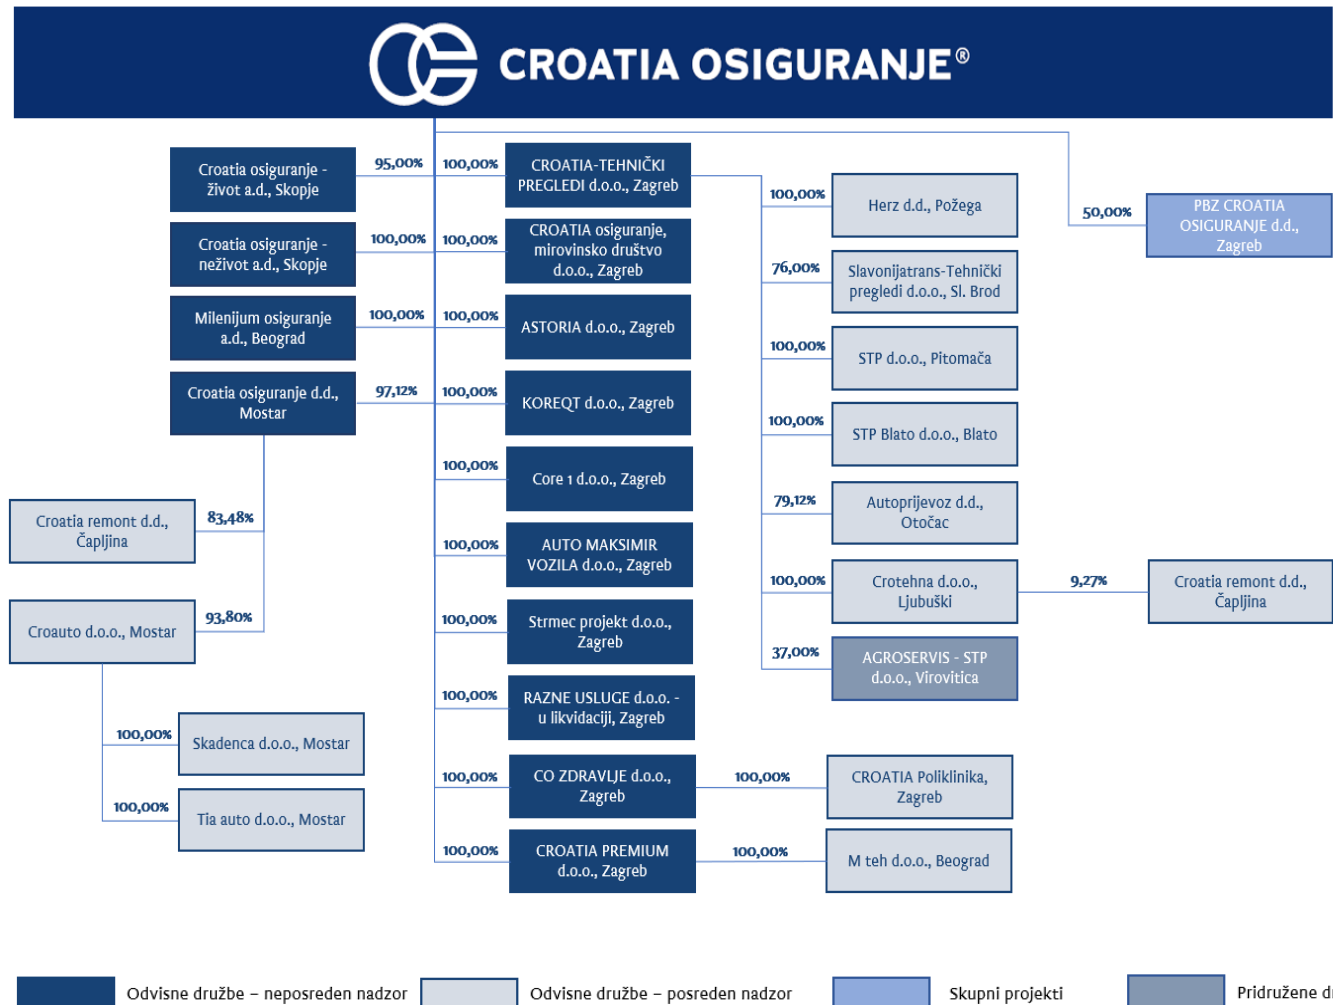 CROATIA OSIGURANJE®
Croatia osiguranje -
život a.d., Skopje
95,00%
Croatia osiguranje -
neživot a.d., Skopje
100,00%
Milenijum osiguranje
a.d., Beograd
100,00%
Croatia osiguranje d.d.,
Mostar
97,12%
Croatia remont d.d.,
Čapljina
83,48%
Croauto d.o.o., Mostar
93,80%
100,00%
Skadenca d.o.o., Mostar
100,00%
Tia auto d.o.o., Mostar
100,00%
CROATIA-TEHNIČKI
PREGLEDI d.o.o., Zagreb
100,00%
CROATIA osiguranje,
mirovinsko društvo
d.o.o., Zagreb
100,00%
ASTORIA d.o.o., Zagreb
100,00%
KOREQT d.o.o., Zagreb
100,00%
Core 1 d.o.o., Zagreb
100,00%
AUTO MAKSIMIR
VOZILA d.o.o., Zagreb
100,00%
Strmec projekt d.o.o.,
Zagreb
100,00%
RAZNE USLUGE d.o.o. -
u likvidaciji, Zagreb
100,00%
CO ZDRAVLJE d.o.o.,
Zagreb
100,00%
CROATIA Poliklinika,
Zagreb
100,00%
CROATIA PREMIUM
d.o.o., Zagreb
100,00%
M teh d.o.o., Beograd
100,00%
Herz d.d., Požega
76,00%
Slavonijatrans-Tehnički
pregledi d.o.o., Sl. Brod
100,00%
STP d.o.o., Pitomača
100,00%
STP Blato d.o.o., Blato
79,12%
Autoprijevoz d.d.,
Otočac
100,00%
Crotehna d.o.o.,
Ljubuški
9,27%
Croatia remont d.d.,
Čapljina
37,00%
AGROSERVIS - STP
d.o.o., Virovitica
50,00%
PBZ CROATIA
OSIGURANJE d.d.,
Zagreb
Odvisne družbe – neposreden nadzor
Odvisne družbe – posreden nadzor
Skupni projekti
Pridružene